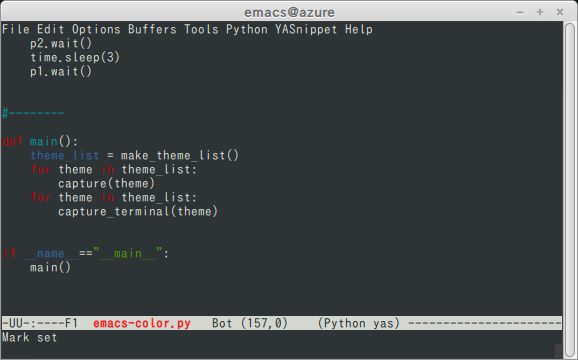 emacs@azure
File Edit Options Buffers Tools Python YASnippet Help
    p2.wait()
    time.sleep(3)
    p1.wait()
#--------
def main():
    theme_list = make_theme_list()
    for theme in theme_list:
        capture(theme)
    for theme in theme_list:
        capture_terminal(theme)
if __name__=="__main__":
    main()
-UU-:----F1  emacs-color.py   Bot (157,0)    (Python yas) ----------------------
Mark set